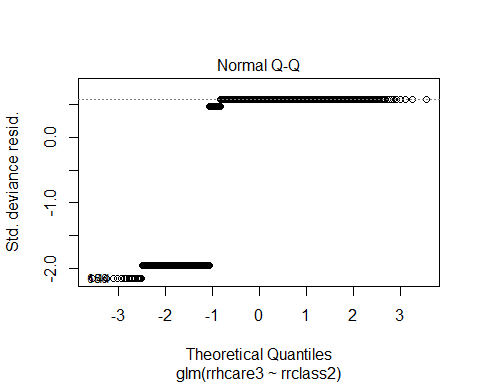 Normal Q-Q
Std. deviance resid.
0.0
-1.0
-2.0
-3
-2
-1
0
1
2
3
Theoretical Quantiles
glm(rrhcare3 ~ rrclass2)